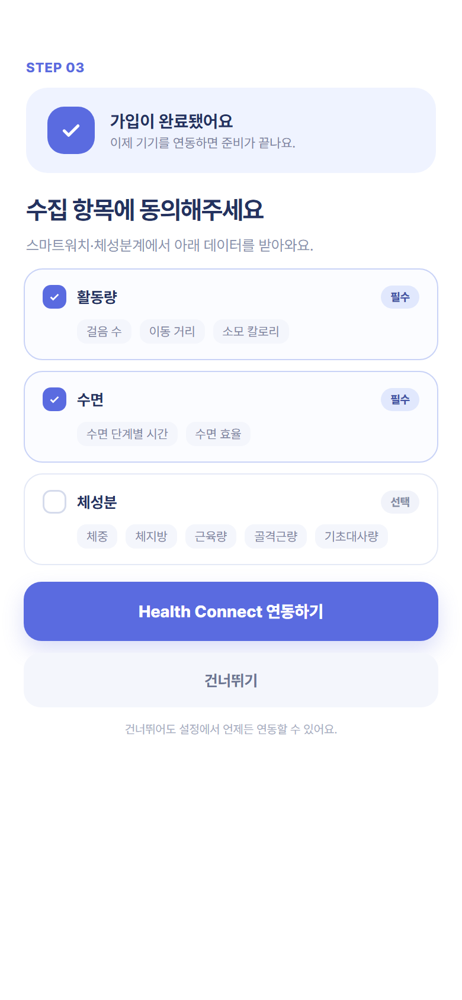 STEP 03
가입이 완료됐어요
이제 기기를 연동하면 준비가 끝나요.
수집 항목에 동의해주세요
스마트워치·체성분계에서 아래 데이터를 받아와요.
활동량 필수
걸음 수 이동 거리 소모 칼로리
수면 필수
수면 단계별 시간 수면 효율
체성분 선택
체중 체지방 근육량 골격근량 기초대사량
Health Connect 연동하기
건너뛰기
건너뛰어도 설정에서 언제든 연동할 수 있어요.